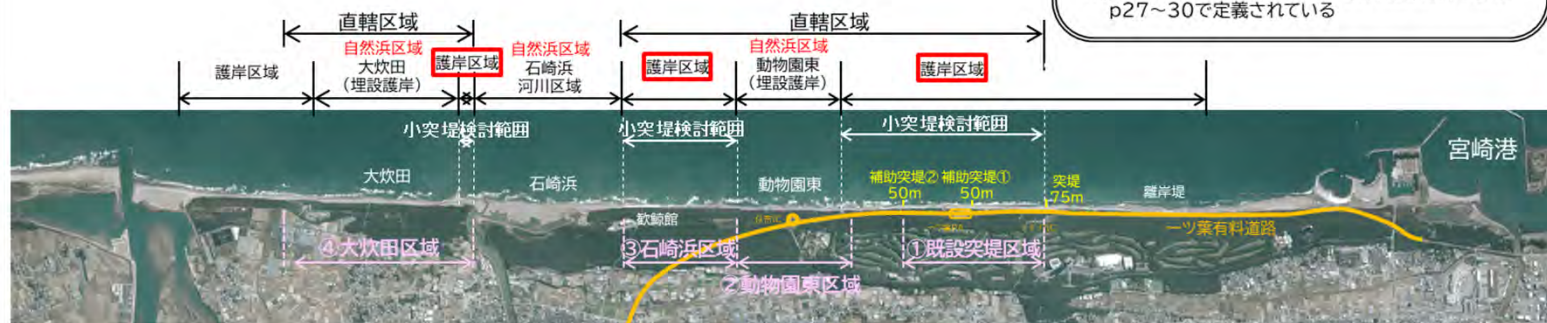 p27～30で定義されている
直轄区域
直轄区域
護岸区域
自然浜区域
大炊田
（埋設護岸）
護岸区域
自然浜区域
石崎浜
河川区域
護岸区域
自然浜区域
動物園東
（埋設護岸）
護岸区域
小突堤検討範囲
小突堤検討範囲
小突堤検討範囲
宮崎港
大炊田
石崎浜
動物園東
補助突堤②
50m
補助突堤①
50m
突堤
75m
離岸堤
歓鯨館
一ツ葉有料道路
④大炊田区域
③石崎浜区域
②動物園東区域
①既設突堤区域